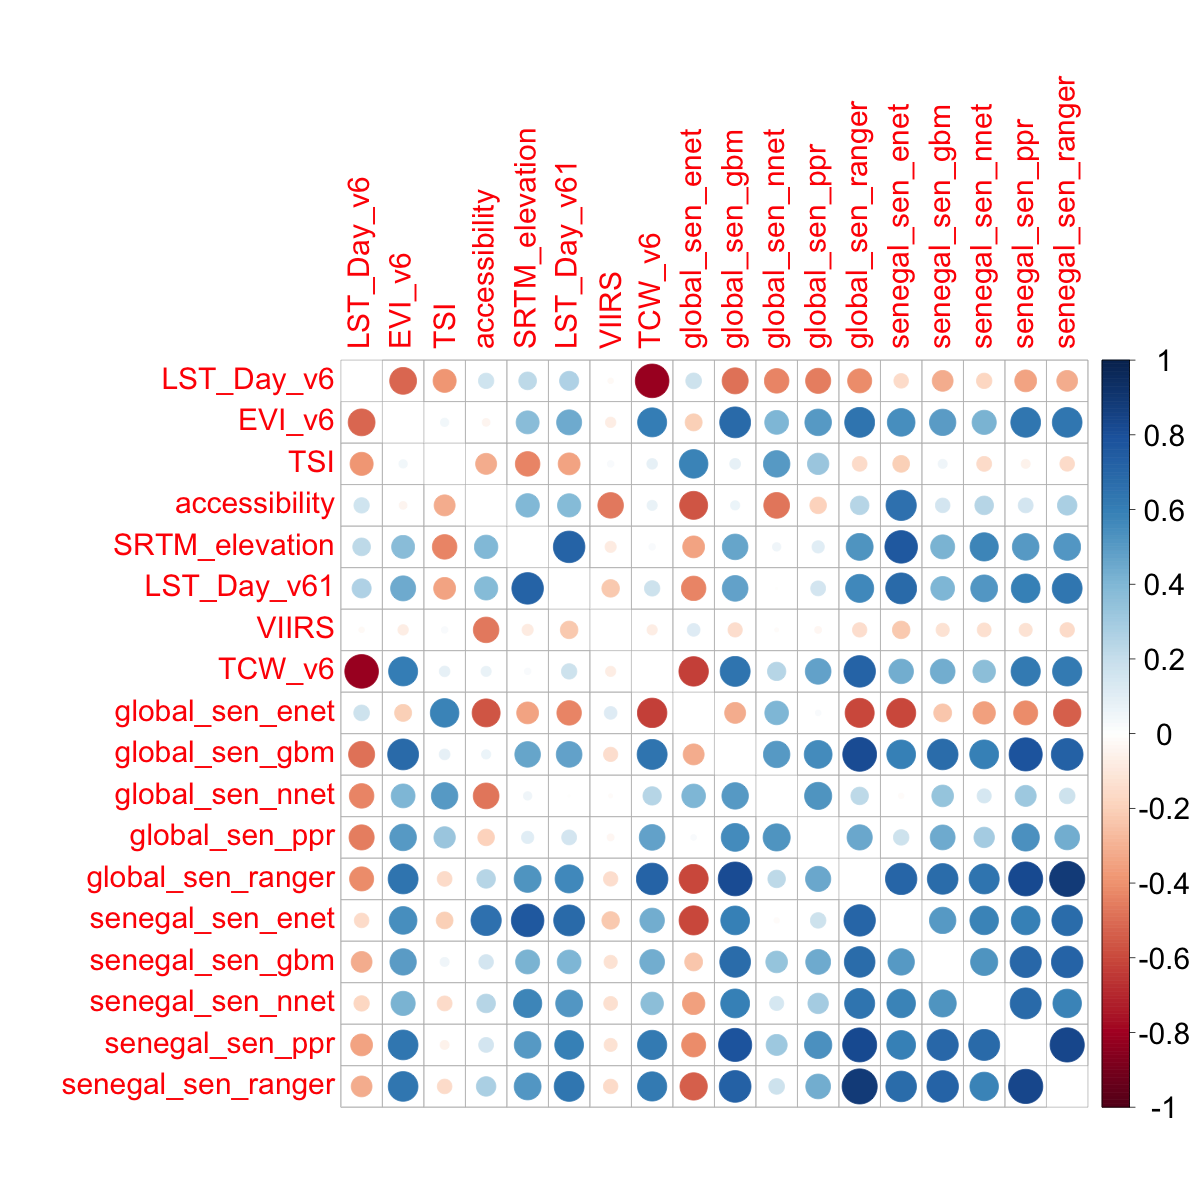 LST_Day_v6
EVI_v6
TSI
accessibility
SRTM_elevation
LST_Day_v61
VIIRS
TCW_v6
global_sen_enet
global_sen_gbm
global_sen_nnet
global_sen_ppr
global_sen_ranger
senegal_sen_enet
senegal_sen_gbm
senegal_sen_nnet
senegal_sen_ppr
senegal_sen_ranger
LST_Day_v6
EVI_v6
TSI
accessibility
SRTM_elevation
LST_Day_v61
VIIRS
TCW_v6
global_sen_enet
global_sen_gbm
global_sen_nnet
global_sen_ppr
global_sen_ranger
senegal_sen_enet
senegal_sen_gbm
senegal_sen_nnet
senegal_sen_ppr
senegal_sen_ranger
1
0.8
0.6
0.4
0.2
0
-0.2
-0.4
-0.6
-0.8
-1